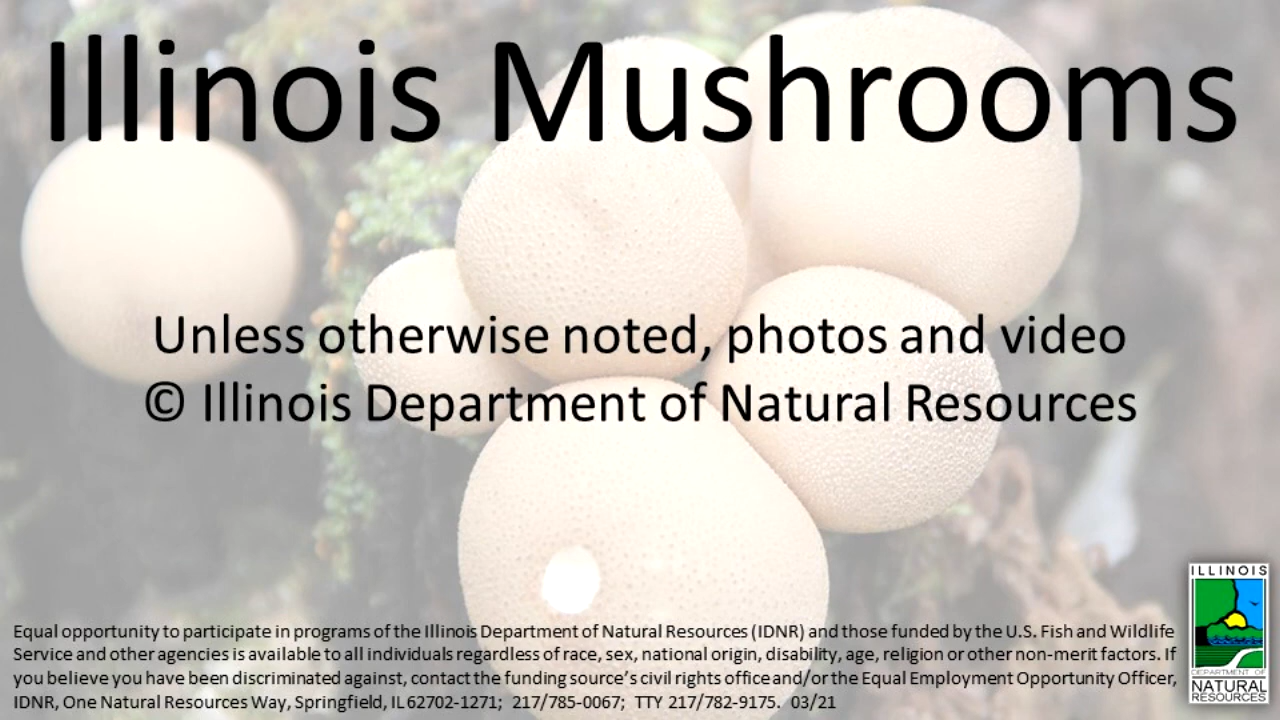 Illinois Mushrooms
Unless otherwise noted, photos and video
© Illinois Department of Natural Resources
Equal opportunity to participate in programs of the Illinois Department of Natural Resources (IDNR) and those funded by the U.S. Fish and Wildlife
Service and other agencies is available to all individuals regardless of race, sex, national origin, disability, age, religion or other non-merit factors. If
you believe you have been discriminated against, contact the funding source's civil rights office and/or the Equal Employment Opportunity Officer,
IDNR, One Natural Resources Way, Springfield, IL 62702-1271; 217/785-0067; TTY 217/782-9175. 03/21
ILLINOIS
DEPARTMENT OF
NATURAL
RESOURCES